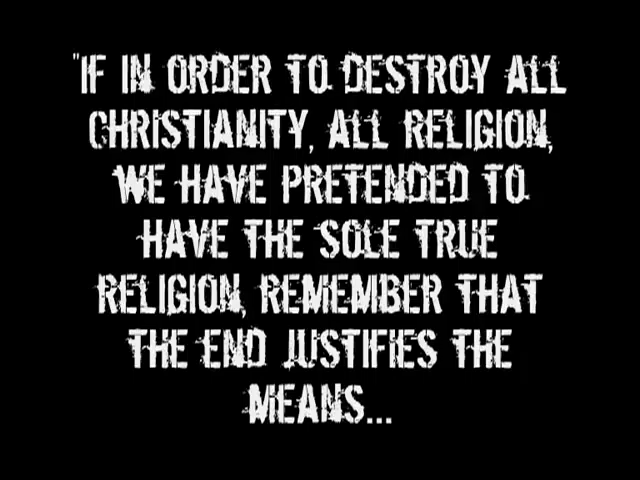 "IF IN ORDER TO DESTROY ALL
CHRISTIANITY, ALL RELIGION,
WE HAVE PRETENDED TO
HAVE THE SOLE TRUE
RELIGION, REMEMBER THAT
THE END JUSTIFIES THE
MEANS...